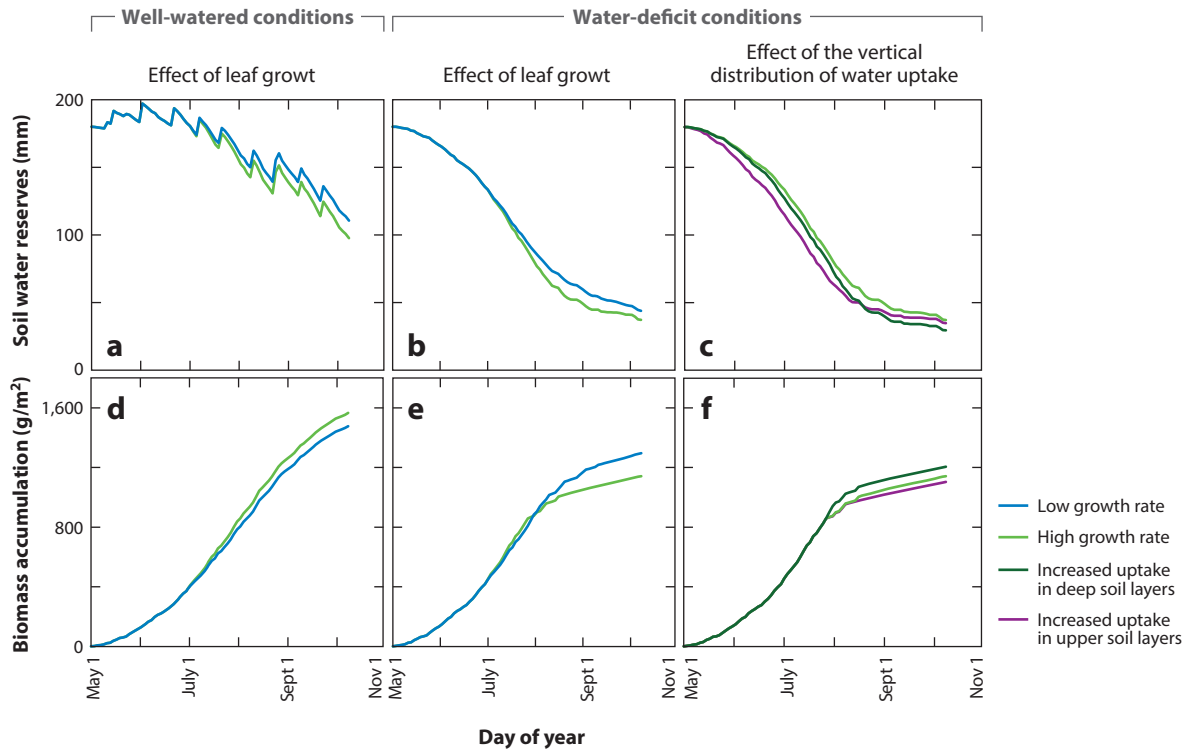 Well-watered conditions
Water-deficit conditions
Effect of leaf growt
Effect of leaf growt
Effect of the vertical
distribution of water uptake
Soil water reserves (mm)
200
100
0
a
b
c
Biomass accumulation (g/m²)
1,600
800
0
d
e
f
May 1
July 1
Sept 1
Nov 1
May 1
July 1
Sept 1
Nov 1
May 1
July 1
Sept 1
Nov 1
Day of year
Low growth rate
High growth rate
Increased uptake
in deep soil layers
Increased uptake
in upper soil layers